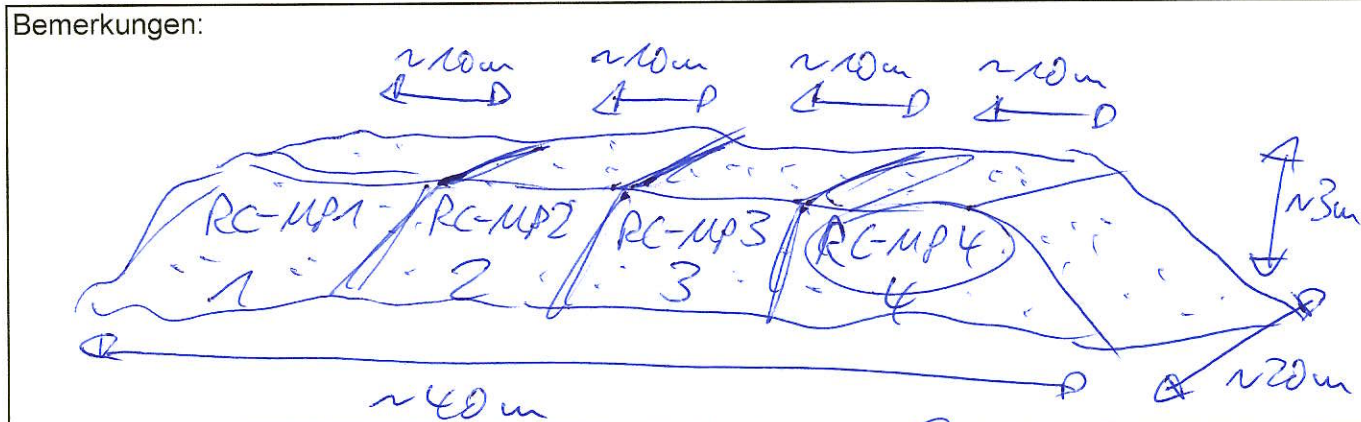 Bemerkungen:
~10m ~10m ~10m ~10m
RC-MP1 RC-MP2 RC-MP3 RC-MP4
~3m
1 2 3 4
~20m
~40m